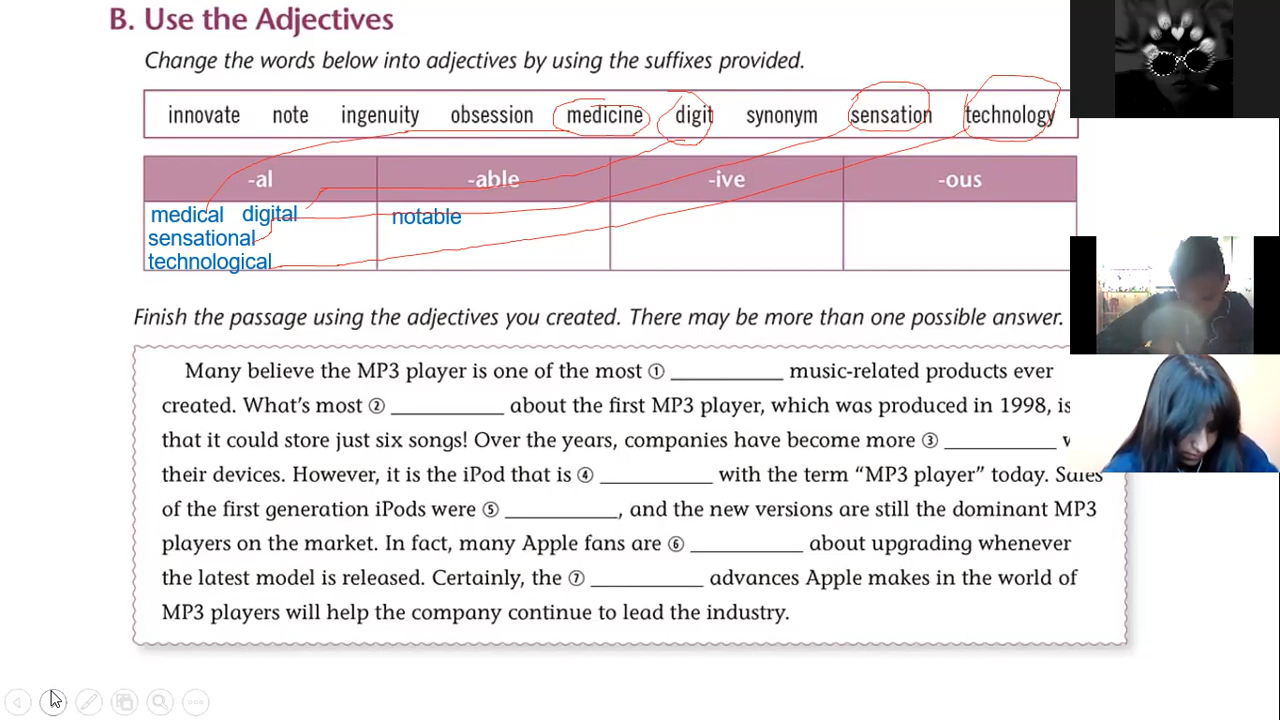 B. Use the Adjectives
Change the words below into adjectives by using the suffixes provided.
innovate note ingenuity obsession medicine digit synonym sensation technology
-al -able -ive -ous
medical digital notable
sensational
technological
Finish the passage using the adjectives you created. There may be more than one possible answer.
Many believe the MP3 player is one of the most ① __________ music-related products ever
created. What's most ② __________ about the first MP3 player, which was produced in 1998, is
that it could store just six songs! Over the years, companies have become more ③ __________
their devices. However, it is the iPod that is ④ __________ with the term “MP3 player” today. Sales
of the first generation iPods were ⑤ __________, and the new versions are still the dominant MP3
players on the market. In fact, many Apple fans are ⑥ __________ about upgrading whenever
the latest model is released. Certainly, the ⑦ __________ advances Apple makes in the world of
MP3 players will help the company continue to lead the industry.